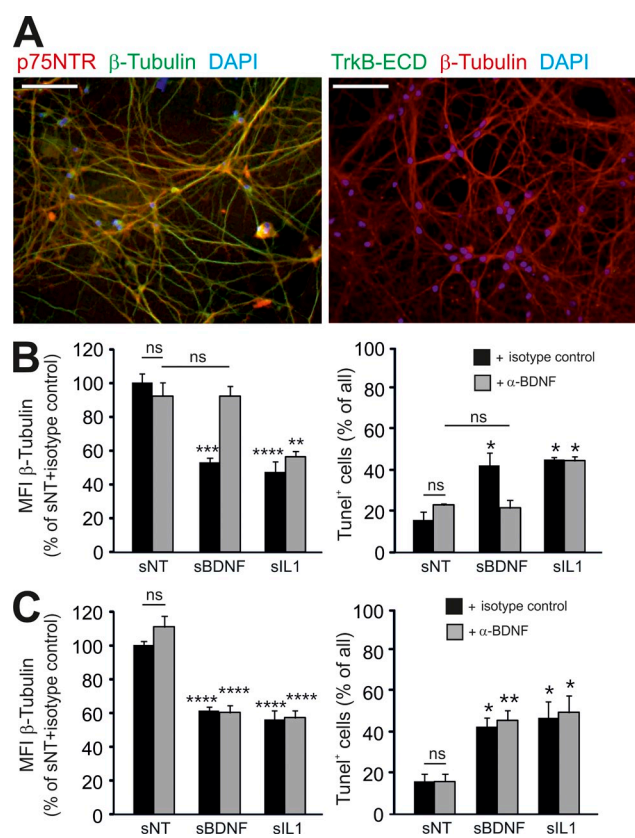 A
p75NTR β-Tubulin DAPI
TrkB-ECD β-Tubulin DAPI
B
MFI β-Tubulin
(% of sNT+isotype control)
120
100
80
60
40
20
0
ns
ns
***
****
**
sNT sBDNF sIL1
Tunel+ cells (% of all)
100
80
60
40
20
0
+ isotype control
+ α-BDNF
ns
ns
*
* *
sNT sBDNF sIL1
C
MFI β-Tubulin
(% of sNT+isotype control)
120
100
80
60
40
20
0
ns
**** ****
**** ****
sNT sBDNF sIL1
Tunel+ cells (% of all)
100
80
60
40
20
0
+ isotype control
+ α-BDNF
ns
* **
* *
sNT sBDNF sIL1